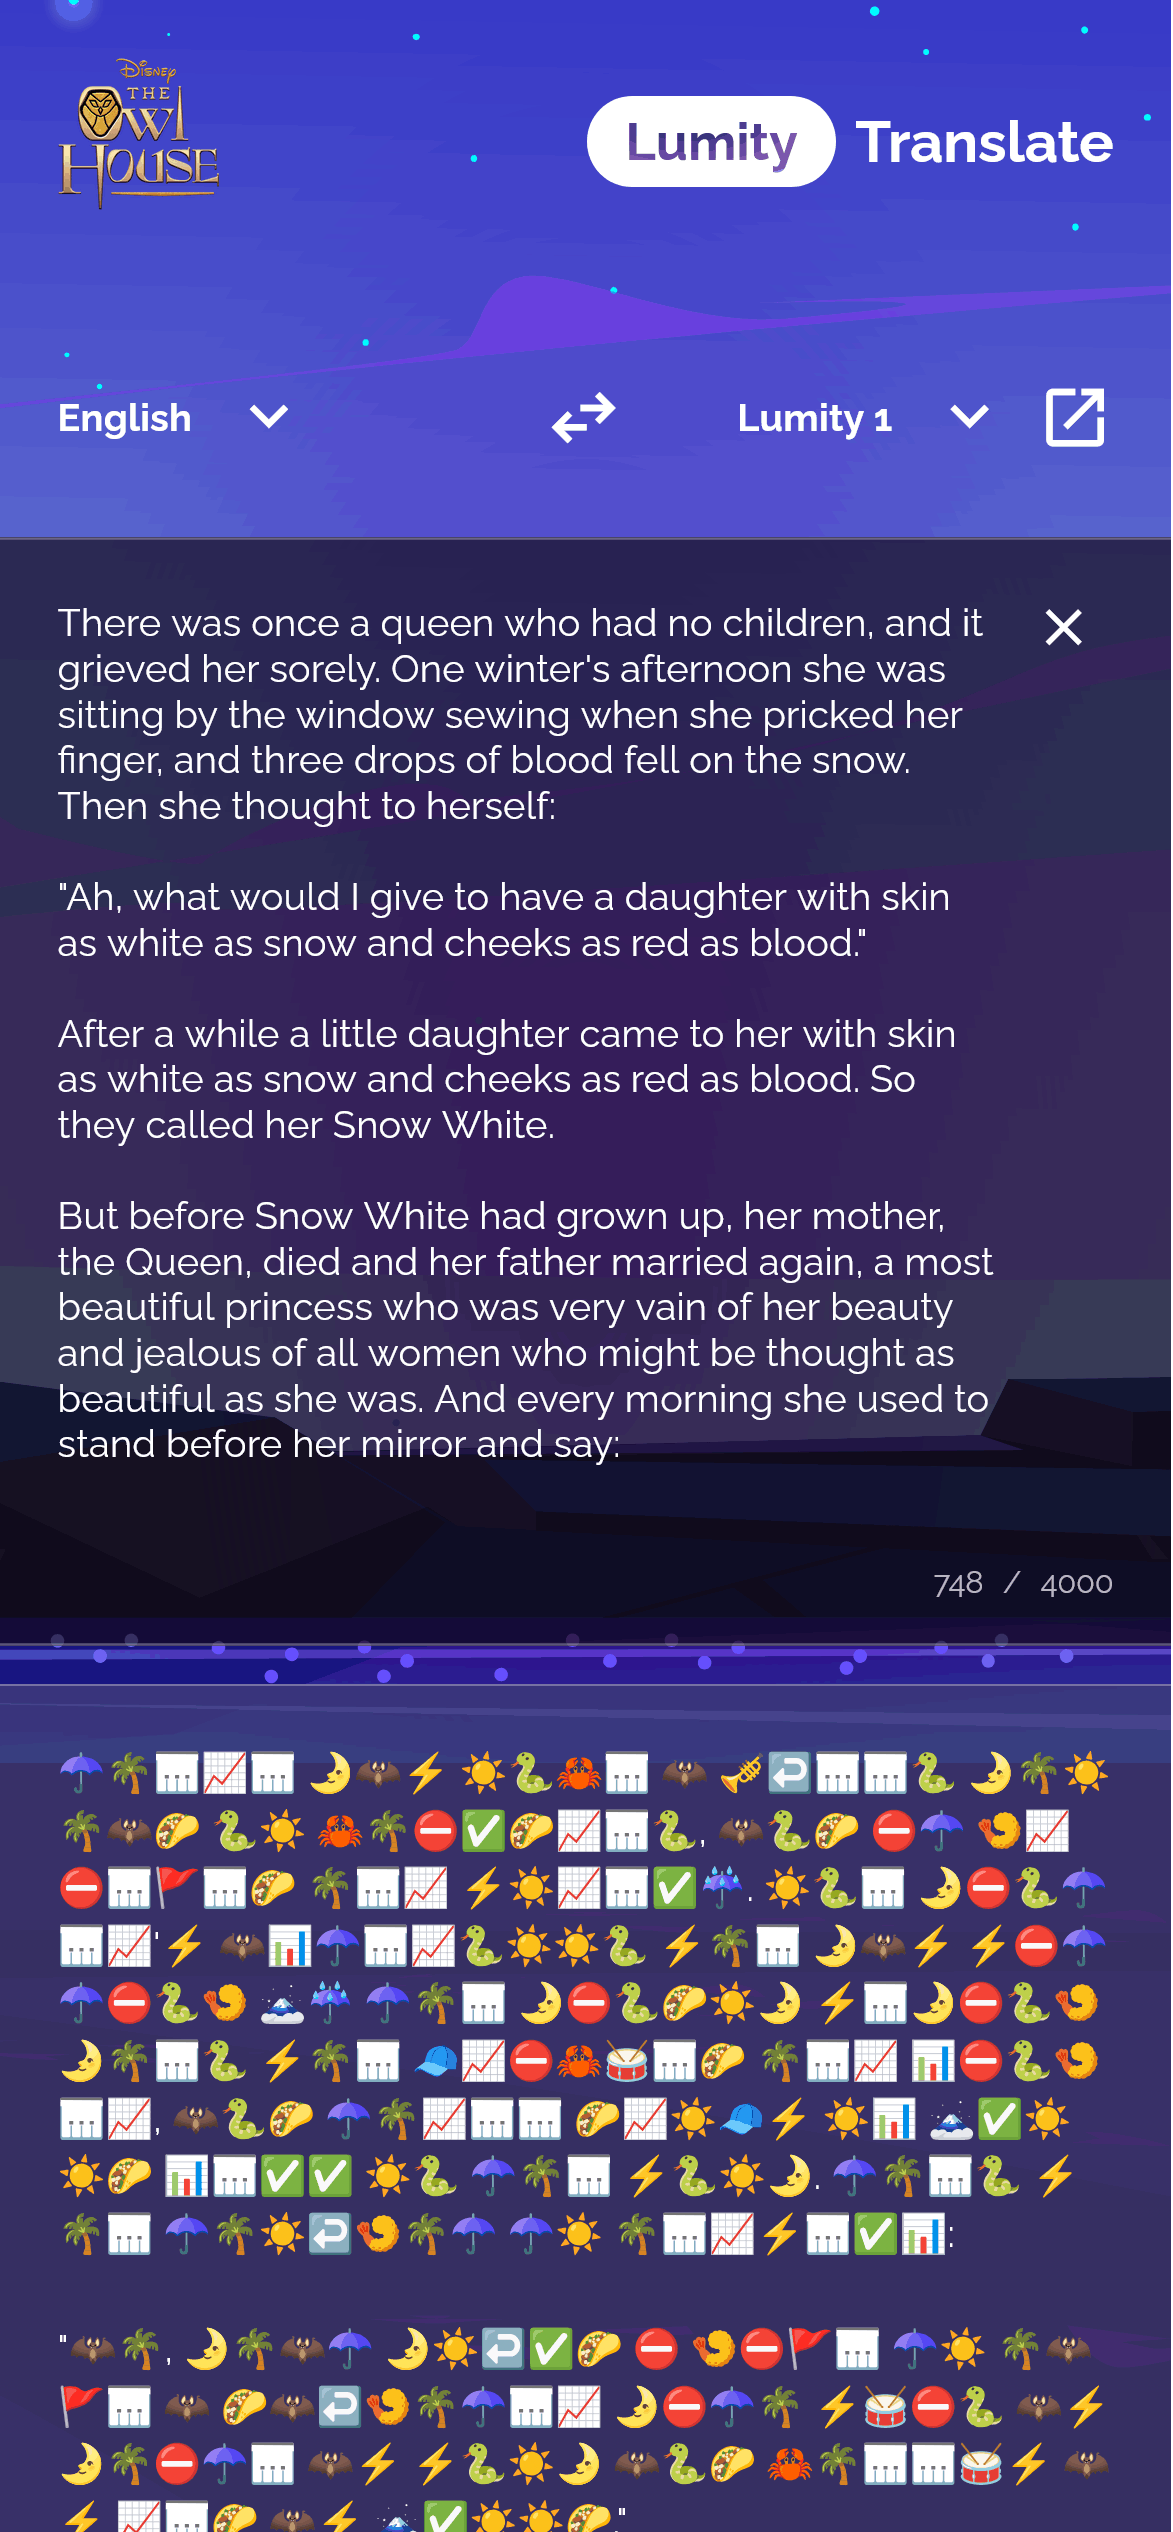 Disney
THE
OWL
HOUSE
Lumity Translate
English
Lumity 1
There was once a queen who had no children, and it
grieved her sorely. One winter's afternoon she was
sitting by the window sewing when she pricked her
finger, and three drops of blood fell on the snow.
Then she thought to herself:
"Ah, what would I give to have a daughter with skin
as white as snow and cheeks as red as blood."
After a while a little daughter came to her with skin
as white as snow and cheeks as red as blood. So
they called her Snow White.
But before Snow White had grown up, her mother,
the Queen, died and her father married again, a most
beautiful princess who was very vain of her beauty
and jealous of all women who might be thought as
beautiful as she was. And every morning she used to
stand before her mirror and say:
748 / 4000
☂️🌴🎹📈🎹 🌛🦇⚡ ☀️🐍🦀🎹 🦇 🎺↩️🎹🎹🐍 🌛🌴☀️
🌴🦇🌮 🐍☀️ 🦀🌴⛔✅🌮📈🎹🐍, 🦇🐍🌮 ⛔☂️ 🍤📈
⛔🎹🚩🎹🌮 🌴🎹📈 ⚡☀️📈🎹✅☔. ☀️🐍🎹 🌛⛔🐍☂️
🎹📈'⚡ 🦇📊☂️🎹📈🐍☀️☀️🐍 ⚡🌴🎹 🌛🦇⚡ ⚡⛔☂️
☂️⛔🐍🍤 🗻☔ ☂️🌴🎹 🌛⛔🐍🌮☀️🌛 ⚡🎹🌛⛔🐍🍤
🌛🌴🎹🐍 ⚡🌴🎹 🧢📈⛔🦀🥁🎹🌮 🌴🎹📈 📊⛔🐍🍤
🎹📈, 🦇🐍🌮 ☂️🌴📈🎹🎹 🌮📈☀️🧢⚡ ☀️📊 🗻✅☀️
☀️🌮 📊🎹✅✅ ☀️🐍 ☂️🌴🎹 ⚡🐍☀️🌛. ☂️🌴🎹🐍 ⚡
🌴🎹 ☂️🌴☀️↩️🍤🌴☂️ ☂️☀️ 🌴🎹📈⚡🎹✅📊:
"🦇🌴, 🌛🌴🦇☂️ 🌛☀️↩️✅🌮 ⛔ 🍤⛔🚩🎹 ☂️☀️ 🌴🦇
🚩🎹 🦇 🌮🦇↩️🍤🌴☂️🎹📈 🌛⛔☂️🌴 ⚡🥁⛔🐍 🦇⚡
🌛🌴⛔☂️🎹 🦇⚡ ⚡🐍☀️🌛 🦇🐍🌮 🦀🌴🎹🎹🥁⚡ 🦇
⚡ 📈🎹🌮 🦇⚡ 🗻✅☀️☀️🌮."